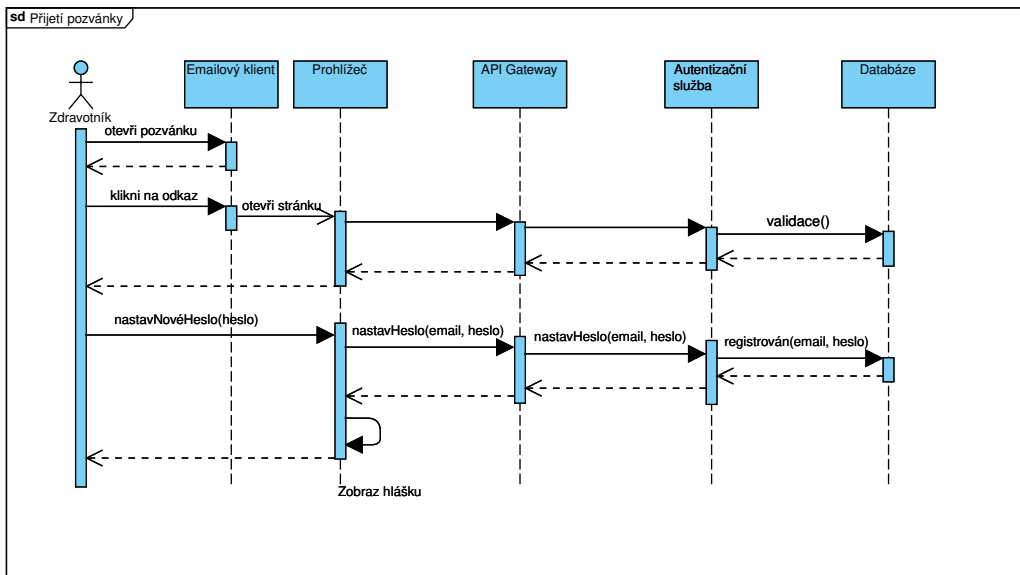 sd Přijetí pozvánky
Zdravotník
Emailový klient
Prohlížeč
API Gateway
Autentizační
služba
Databáze
otevři pozvánku
klikni na odkaz
otevři stránku
validace()
nastavNovéHeslo(heslo)
nastavHeslo(email, heslo)
nastavHeslo(email, heslo)
registrován(email, heslo)
Zobraz hlášku